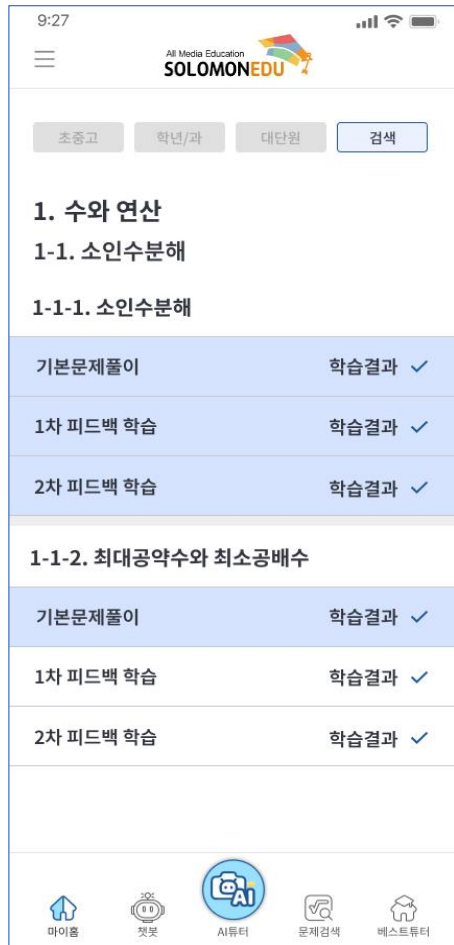 9:27
All Media Education
SOLOMONEDU
초중고 학년/과 대단원 검색
1. 수와 연산
1-1. 소인수분해
1-1-1. 소인수분해
기본문제풀이 학습결과
1차 피드백 학습 학습결과
2차 피드백 학습 학습결과
1-1-2. 최대공약수와 최소공배수
기본문제풀이 학습결과
1차 피드백 학습 학습결과
2차 피드백 학습 학습결과
AI
마이홈 챗봇 AI튜터 문제검색 베스트튜터